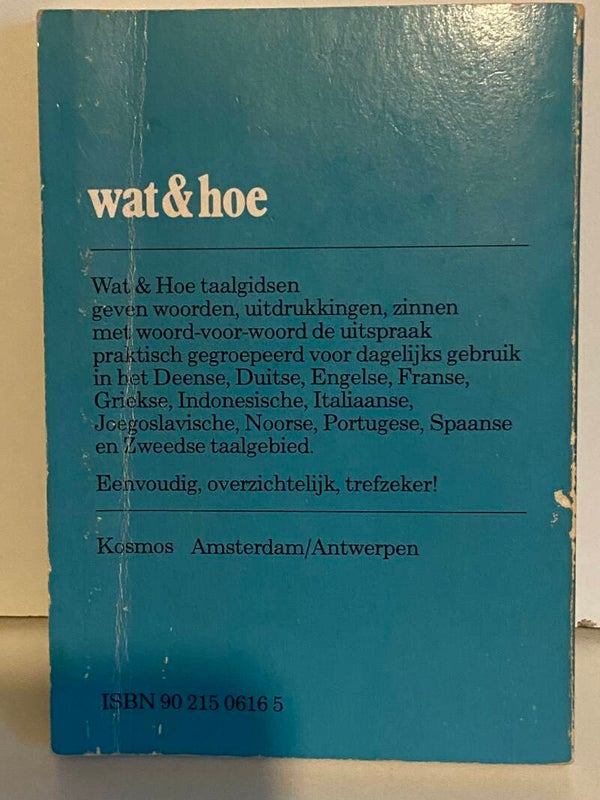 wat & hoe
Wat & Hoe taalgidsen
geven woorden, uitdrukkingen, zinnen
met woord-voor-woord de uitspraak
praktisch gegroepeerd voor dagelijks gebruik
in het Deense, Duitse, Engelse, Franse,
Griekse, Indonesische, Italiaanse,
Joegoslavische, Noorse, Portugese, Spaanse
en Zweedse taalgebied.
Eenvoudig, overzichtelijk, trefzeker!
Kosmos Amsterdam/Antwerpen
ISBN 90 215 0616 5